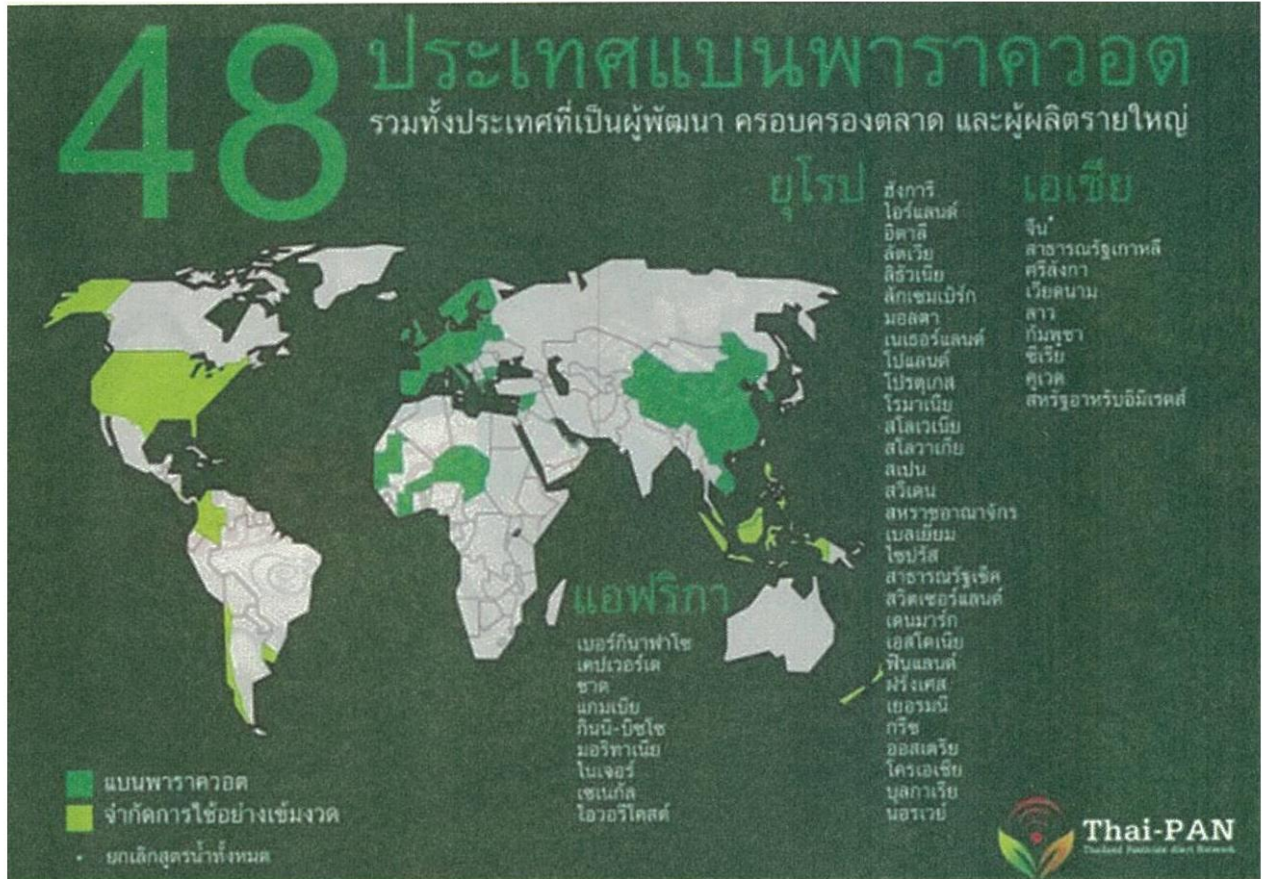 48
ประเทศแบนพาราควอต
รวมทั้งประเทศที่เป็นผู้พัฒนา ครอบครองตลาด และผู้ผลิตรายใหญ่
ยุโรป
ฮังการี
ไอร์แลนด์
อิตาลี
ลัตเวีย
ลิธัวเนีย
ลักเซมเบิร์ก
มอลตา
เนเธอร์แลนด์
โปแลนด์
โปรตุเกส
โรมาเนีย
สโลเวเนีย
สโลวาเกีย
สเปน
สวีเดน
สหราชอาณาจักร
เบลเยี่ยม
ไซปรัส
สาธารณรัฐเช็ค
สวิตเซอร์แลนด์
เดนมาร์ก
เอสโตเนีย
ฟินแลนด์
ฝรั่งเศส
เยอรมนี
กรีซ
ออสเตรีย
โครเอเชีย
บุลกาเรีย
นอรเวย์
เอเชีย
จีน*
สาธารณรัฐเกาหลี
ศรีลังกา
เวียดนาม
ลาว
กัมพูชา
ซีเรีย
คูเวต
สหรัฐอาหรับอิมิเรตส์
แอฟริกา
เบอร์กินาฟาโซ
เคปเวอร์เด
ชาด
แกมเบีย
กินนี-บิซโซ
มอริทาเนีย
ไนเจอร์
เซเนกัล
ไอวอรีโคสต์
แบนพาราควอต
จำกัดการใช้อย่างเข้มงวด
* ยกเลิกสูตรน้ำทั้งหมด
Thai-PAN
Thailand Pesticide Alert Network